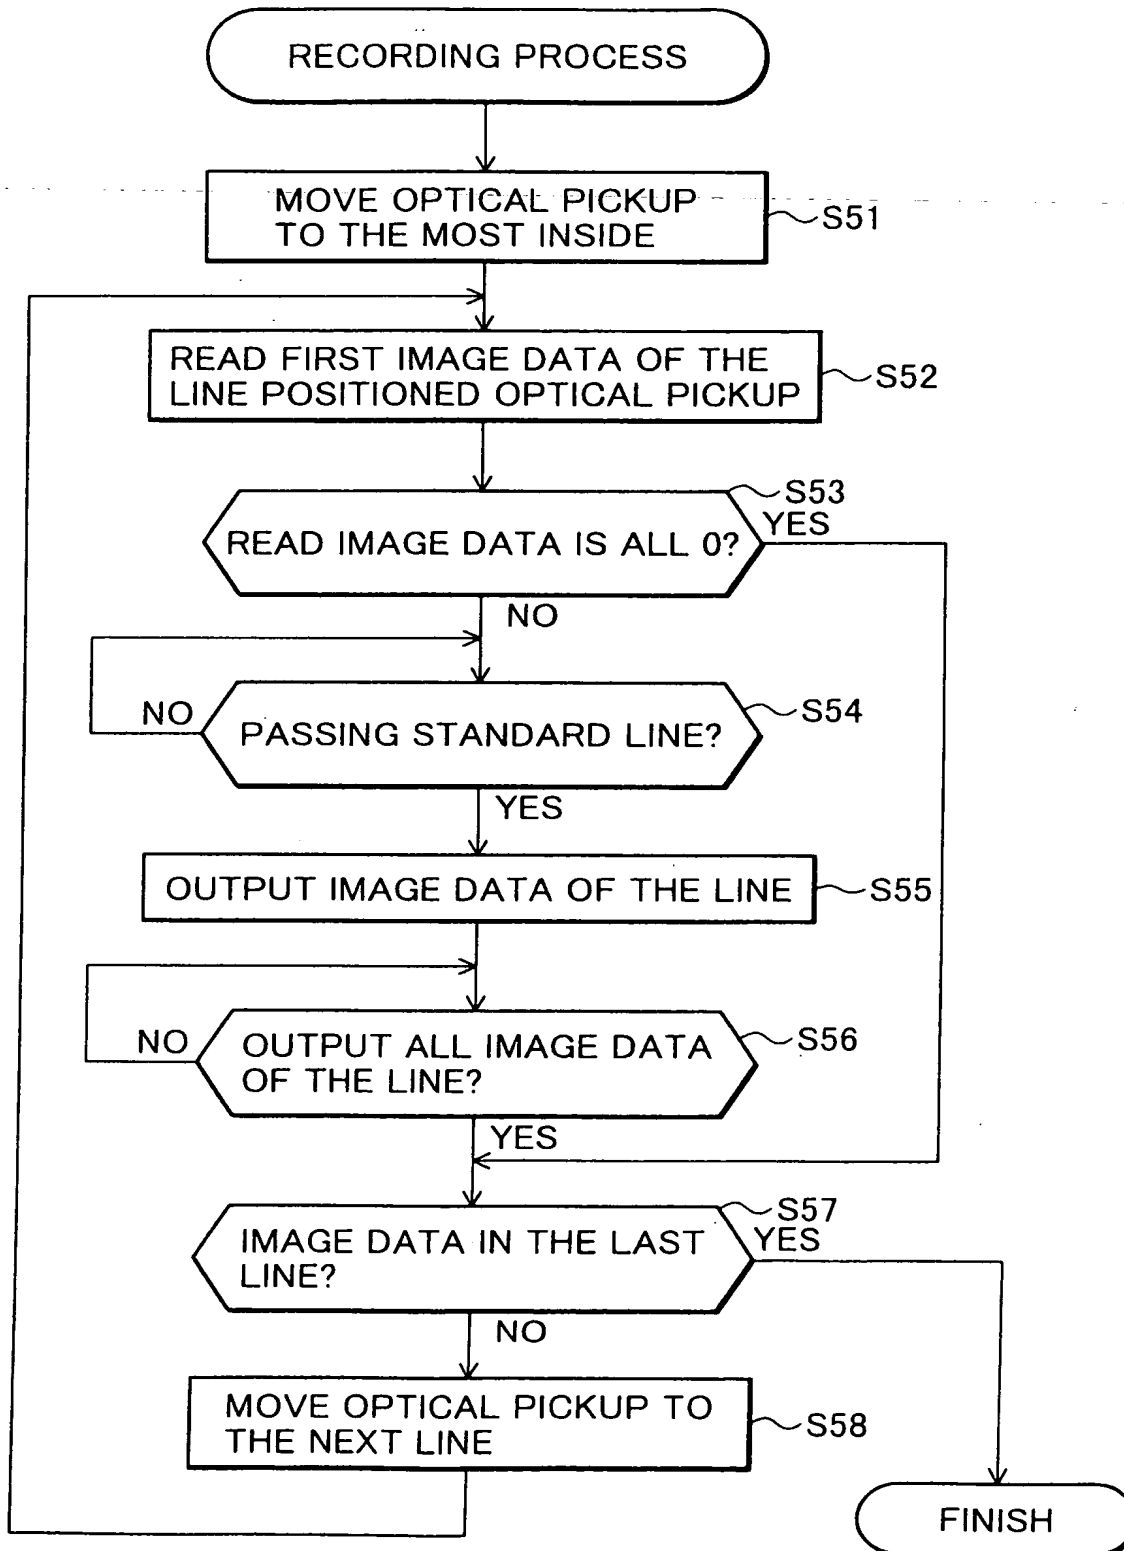 RECORDING PROCESS
MOVE OPTICAL PICKUP
TO THE MOST INSIDE
S51
READ FIRST IMAGE DATA OF THE
LINE POSITIONED OPTICAL PICKUP
S52
S53
READ IMAGE DATA IS ALL 0?
YES
NO
PASSING STANDARD LINE?
S54
NO
YES
OUTPUT IMAGE DATA OF THE LINE
S55
OUTPUT ALL IMAGE DATA
OF THE LINE?
S56
NO
YES
S57
IMAGE DATA IN THE LAST
LINE?
YES
NO
MOVE OPTICAL PICKUP TO
THE NEXT LINE
S58
FINISH